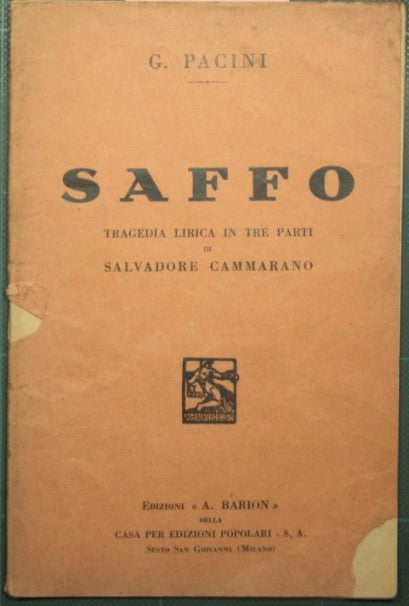 G. PACINI
SAFFO
TRAGEDIA LIRICA IN TRE PARTI
DI
SALVADORE CAMMARANO
EDIZIONI « A. BARION »
DELLA
CASA PER EDIZIONI POPOLARI - S. A.
SESTO SAN GIOVANNI (MILANO)